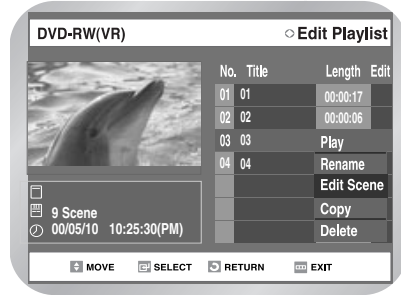 DVD-RW(VR) Edit Playlist
No. Title Length Edit
01 01 00:00:17
02 02 00:00:06
03 03 Play
04 04 Rename
Edit Scene
Copy
Delete
9 Scene
00/05/10 10:25:30(PM)
MOVE SELECT RETURN EXIT